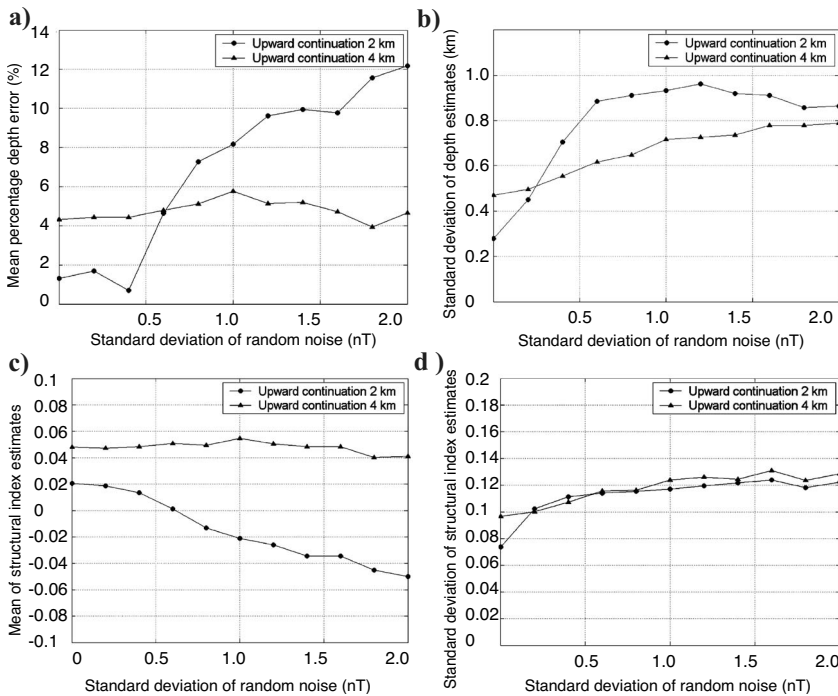 a)
Mean percentage depth error (%)
14
12
10
8
6
4
2
0
Upward continuation 2 km
Upward continuation 4 km
0.5
1.0
1.5
2.0
Standard deviation of random noise (nT)
b)
Standard deviation of depth estimates (km)
1.0
0.8
0.6
0.4
0.2
0
Upward continuation 2 km
Upward continuation 4 km
0.5
1.0
1.5
2.0
Standard deviation of random noise (nT)
c)
Mean of structural index estimates
0.1
0.08
0.06
0.04
0.02
0
-0.02
-0.04
-0.06
-0.08
-0.1
Upward continuation 2 km
Upward continuation 4 km
0
0.5
1.0
1.5
2.0
Standard deviation of random noise (nT)
d )
Standard deviation of structural index estimates
0.2
0.18
0.16
0.14
0.12
0.1
0.08
0.06
0.04
0.02
0
Upward continuation 2 km
Upward continuation 4 km
0.5
1.0
1.5
2.0
Standard deviation of random noise (nT)